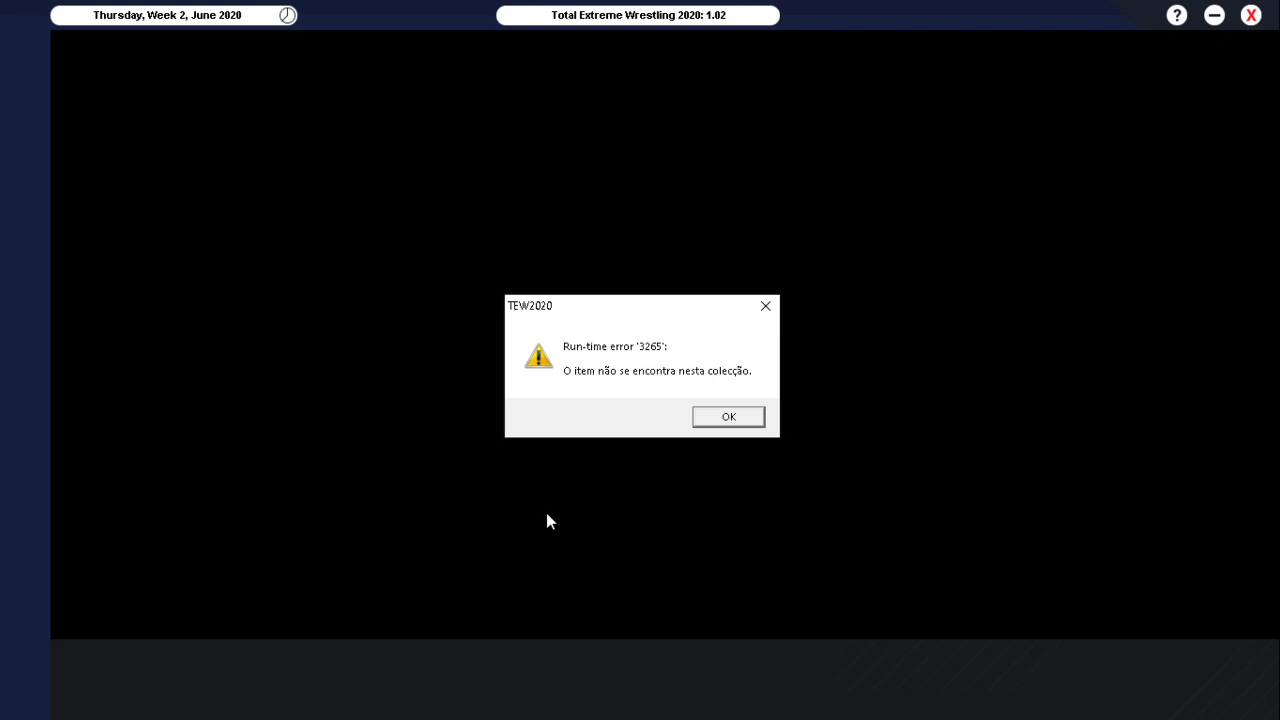 Thursday, Week 2, June 2020
Total Extreme Wrestling 2020: 1.02
?
X
TEW2020
Run-time error '3265':
O item não se encontra nesta colecção.
OK